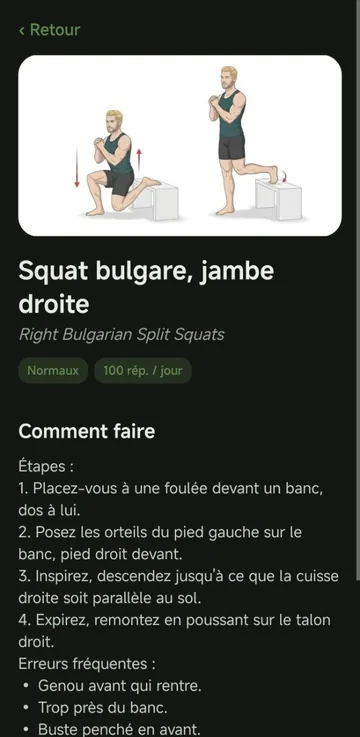 ‹ Retour
Squat bulgare, jambe
droite
Right Bulgarian Split Squats
Normaux
100 rép. / jour
Comment faire
Étapes :
1. Placez-vous à une foulée devant un banc,
dos à lui.
2. Posez les orteils du pied gauche sur le
banc, pied droit devant.
3. Inspirez, descendez jusqu'à ce que la cuisse
droite soit parallèle au sol.
4. Expirez, remontez en poussant sur le talon
droit.
Erreurs fréquentes :
• Genou avant qui rentre.
• Trop près du banc.
• Buste penché en avant.